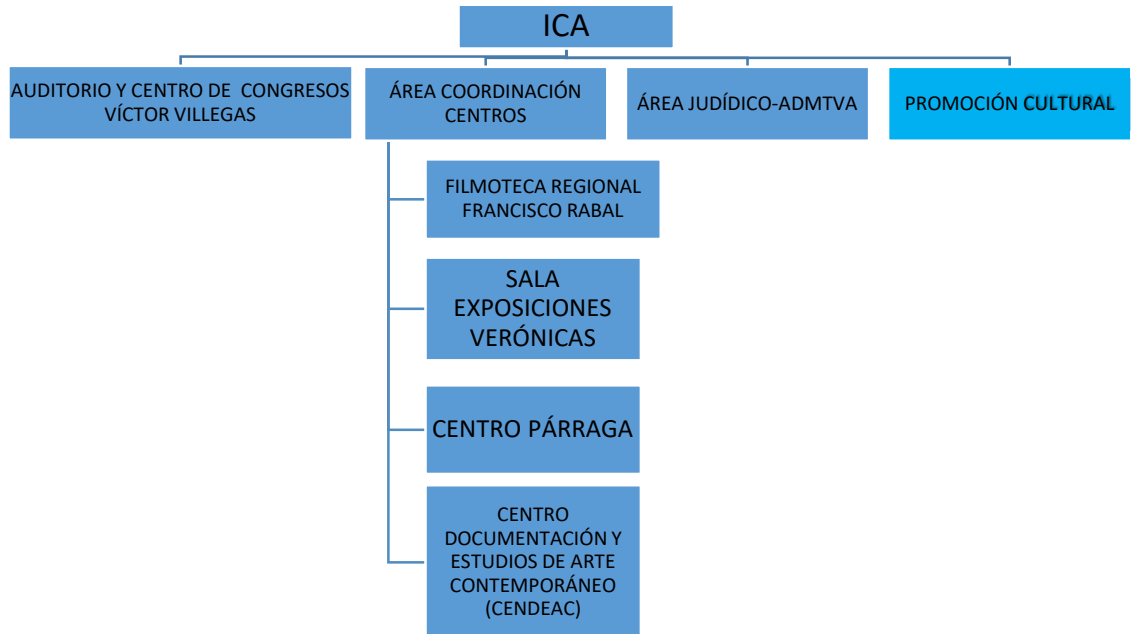 ICA
AUDITORIO Y CENTRO DE CONGRESOS
VÍCTOR VILLEGAS
ÁREA COORDINACIÓN
CENTROS
ÁREA JUDÍDICO-ADMTVA
PROMOCIÓN CULTURAL
FILMOTECA REGIONAL
FRANCISCO RABAL
SALA
EXPOSICIONES
VERÓNICAS
CENTRO PÁRRAGA
CENTRO
DOCUMENTACIÓN Y
ESTUDIOS DE ARTE
CONTEMPORÁNEO
(CENDEAC)